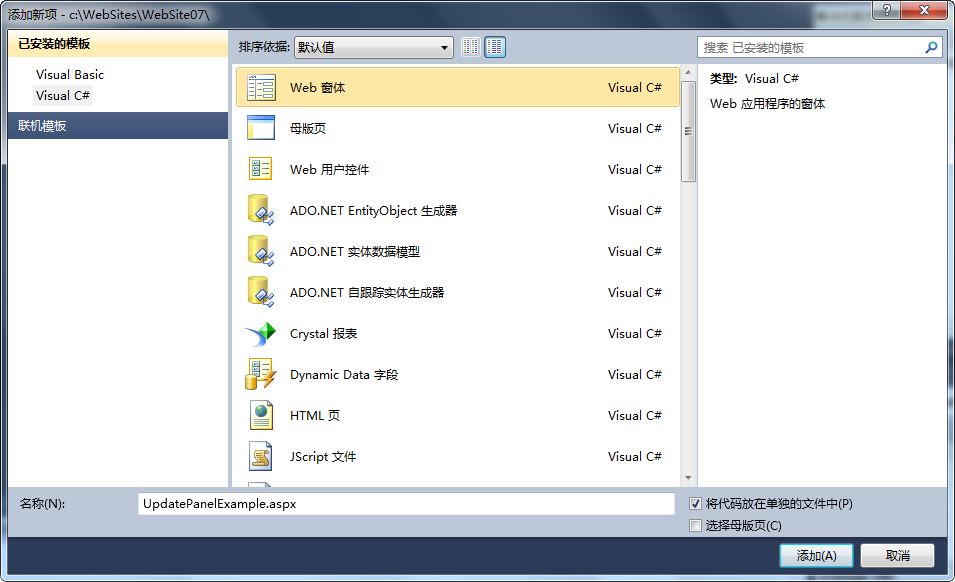 添加新项 - c:\WebSites\WebSite07\
已安装的模板
排序依据: 默认值
搜索 已安装的模板
Visual Basic
Visual C#
联机模板
Web 窗体 Visual C#
母版页 Visual C#
Web 用户控件 Visual C#
ADO.NET EntityObject 生成器 Visual C#
ADO.NET 实体数据模型 Visual C#
ADO.NET 自跟踪实体生成器 Visual C#
Crystal 报表 Visual C#
Dynamic Data 字段 Visual C#
HTML 页 Visual C#
JScript 文件 Visual C#
类型: Visual C#
Web 应用程序的窗体
名称(N): UpdatePanelExample.aspx
将代码放在单独的文件中(P)
选择母版页(C)
添加(A) 取消